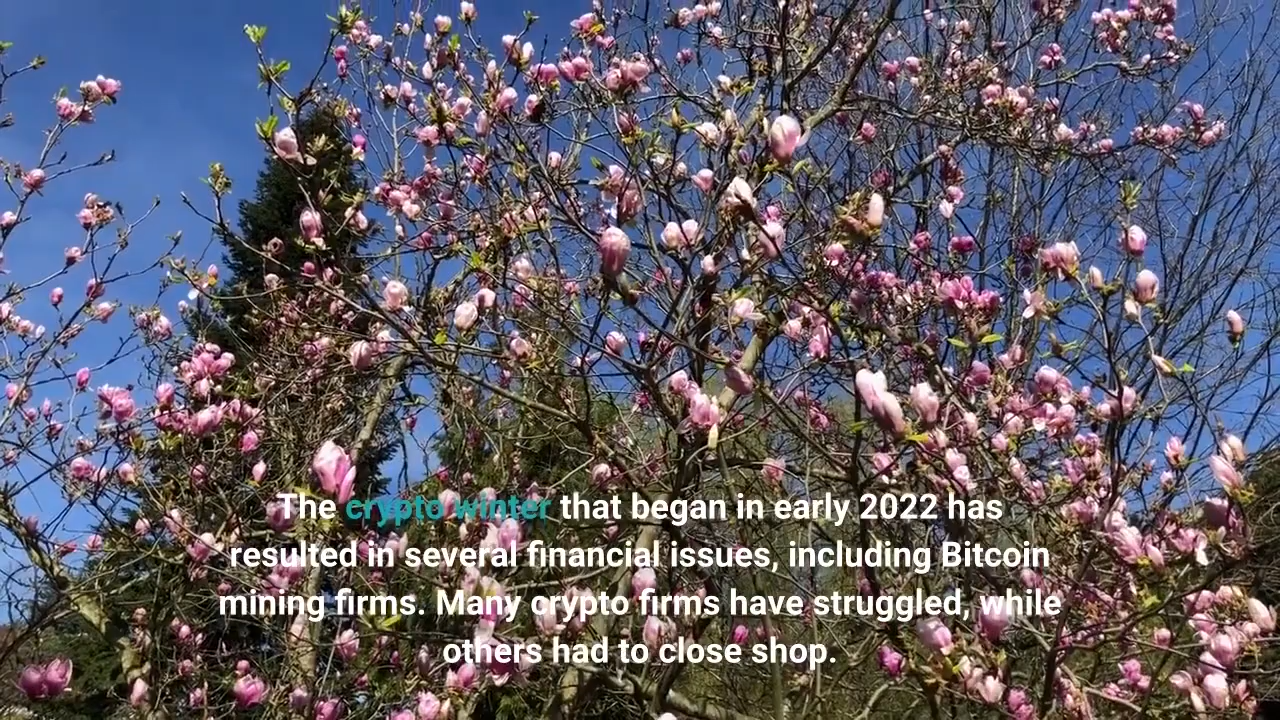 The crypto winter that began in early 2022 has
resulted in several financial issues, including Bitcoin
mining firms. Many crypto firms have struggled, while
others had to close shop.